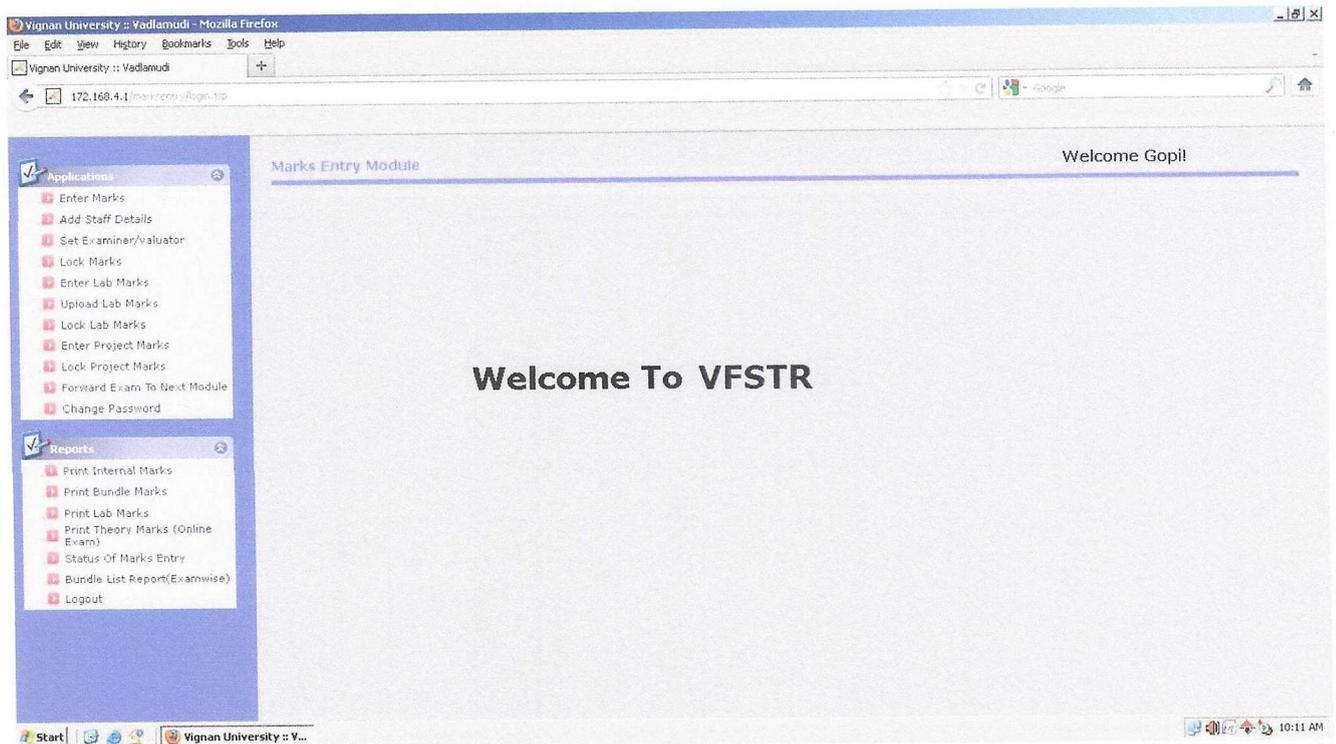 Vignan University :: Vadlamudi - Mozilla Firefox
File Edit View History Bookmarks Tools Help
Vignan University :: Vadlamudi
172.168.4.1/marksentry/login.jsp
Google
Applications
Enter Marks
Add Staff Details
Set Examiner/valuator
Lock Marks
Enter Lab Marks
Upload Lab Marks
Lock Lab Marks
Enter Project Marks
Lock Project Marks
Forward Exam To Next Module
Change Password
Reports
Print Internal Marks
Print Bundle Marks
Print Lab Marks
Print Theory Marks (Online
Exam)
Status Of Marks Entry
Bundle List Report(Examwise)
Logout
Marks Entry Module
Welcome Gopi!
Welcome To VFSTR
Start
Vignan University :: V...
10:11 AM